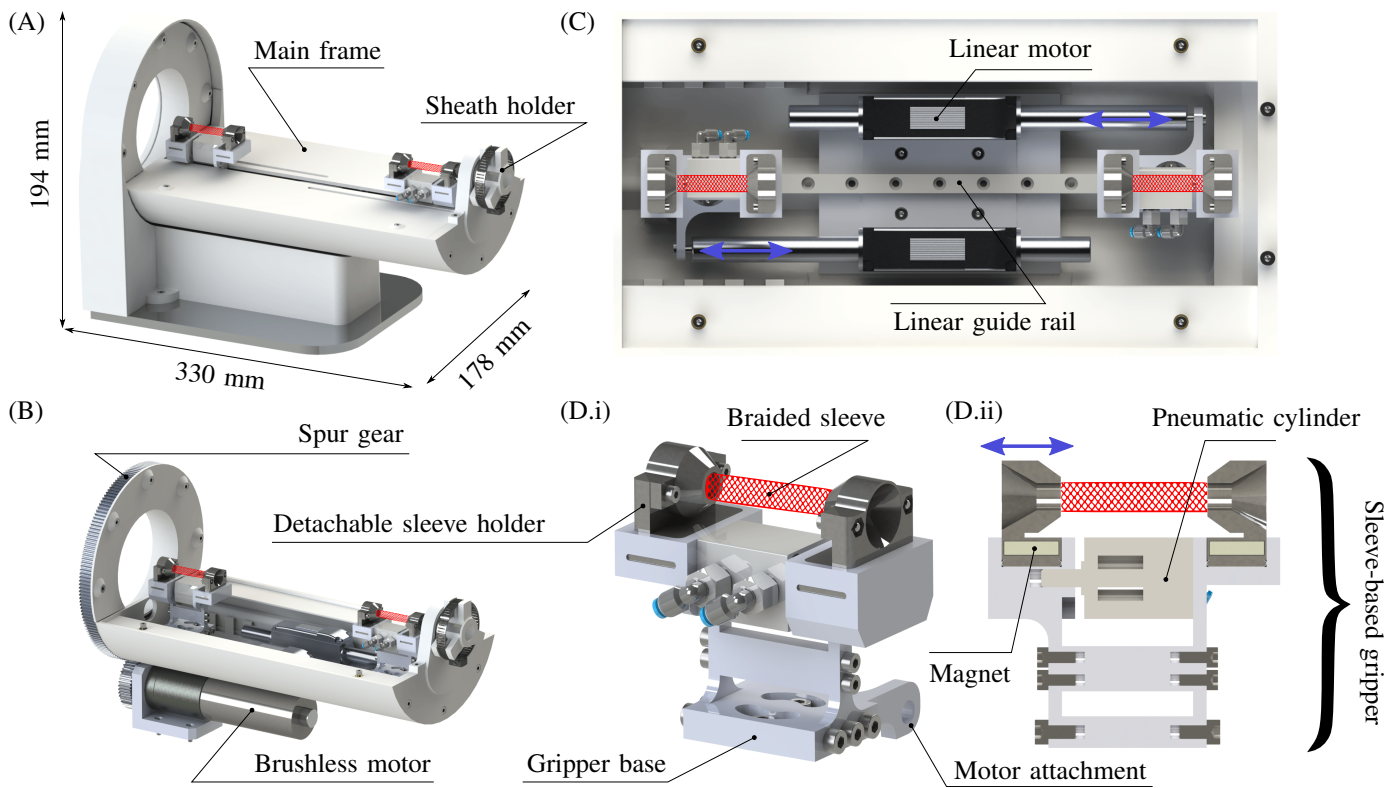 (A)
Main frame
Sheath holder
194 mm
330 mm
178 mm
(C)
Linear motor
Linear guide rail
(B)
Spur gear
Detachable sleeve holder
Brushless motor
(D.i)
Braided sleeve
Gripper base
Motor attachment
(D.ii)
Pneumatic cylinder
Magnet
Sleeve-based gripper